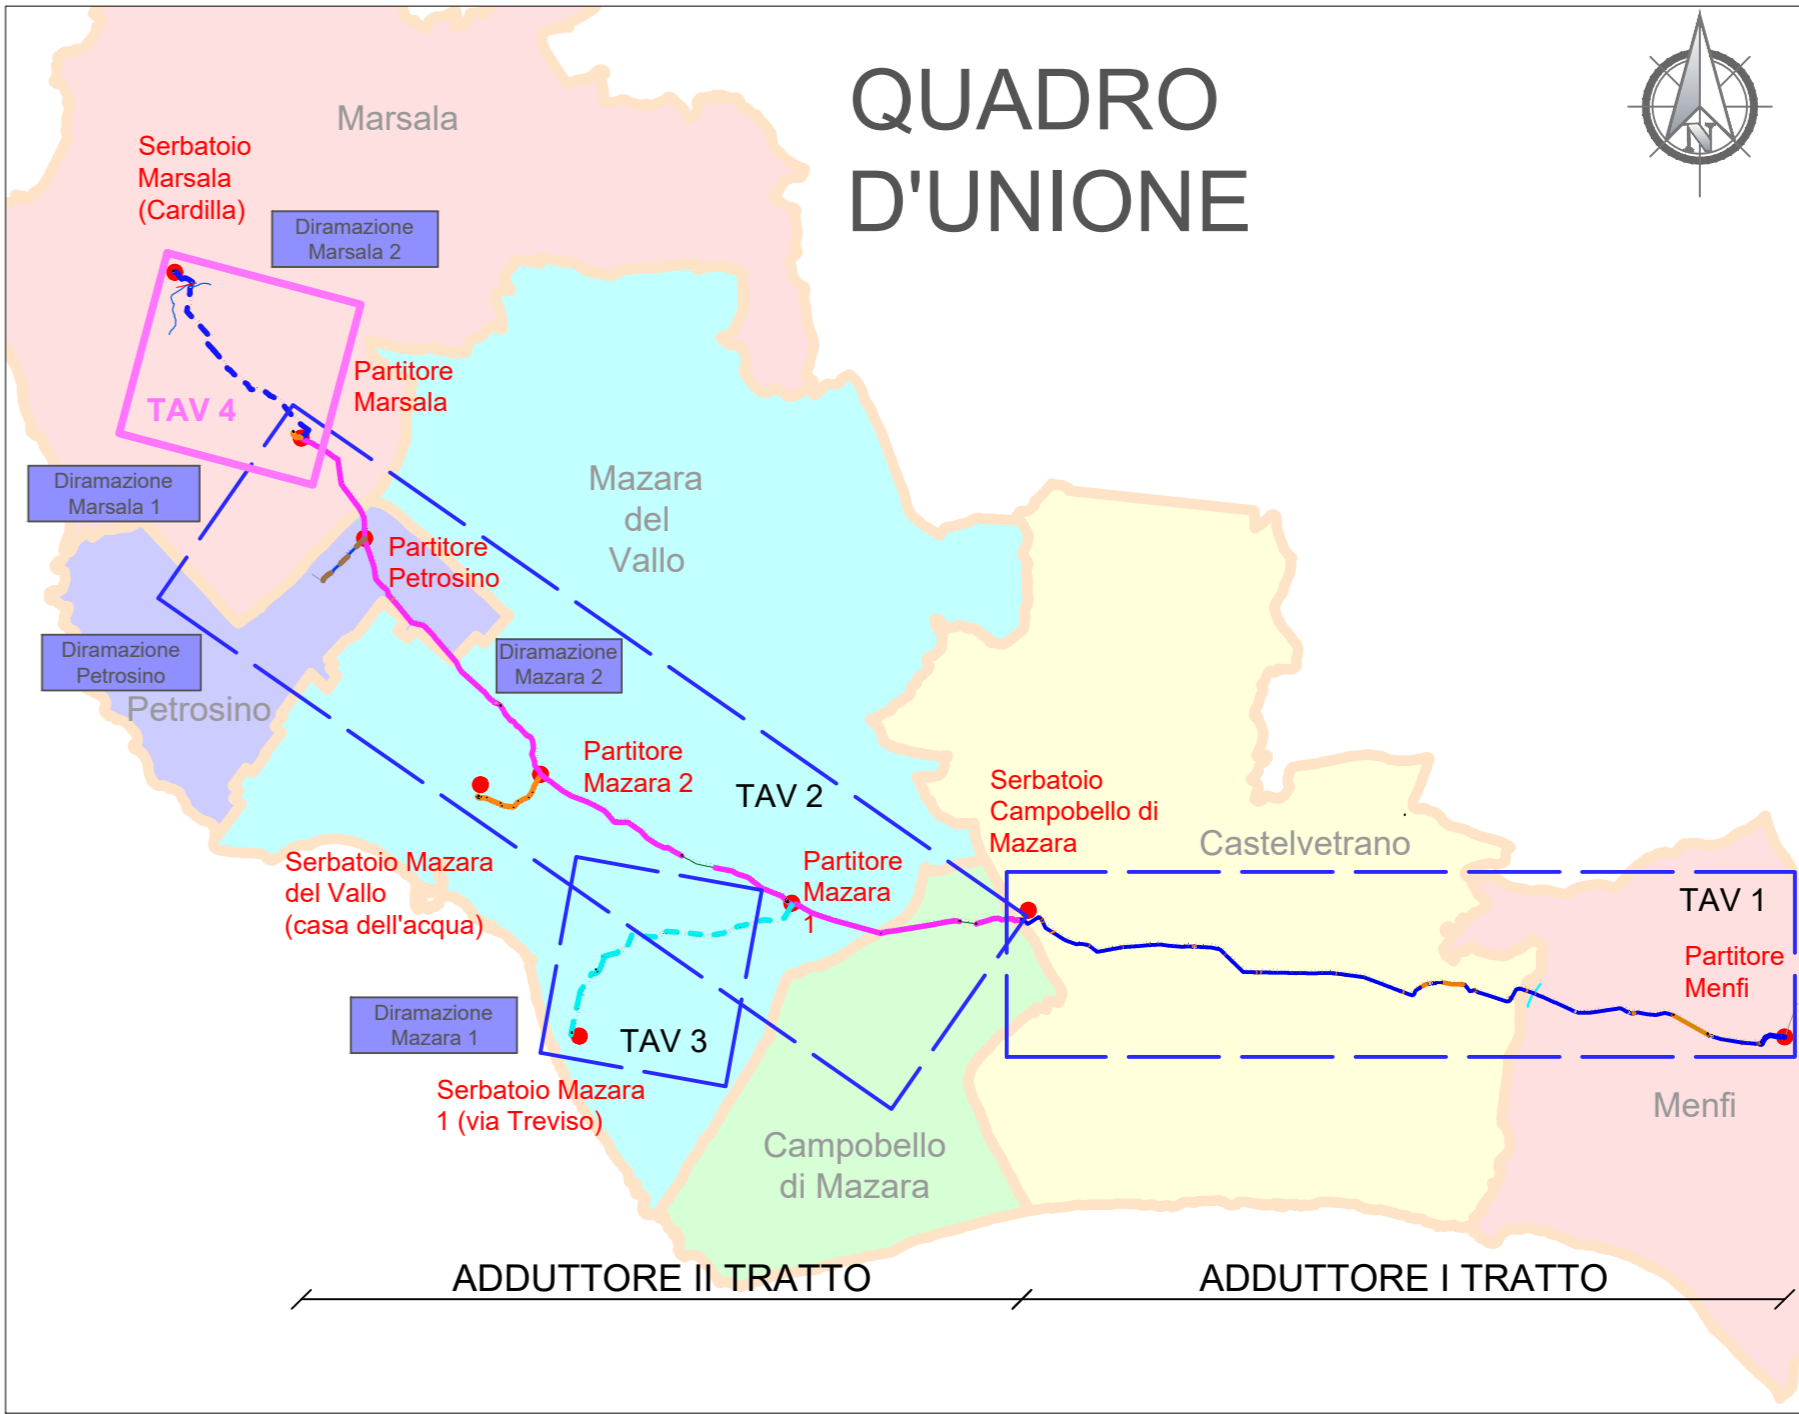 QUADRO
D'UNIONE
N
Marsala
Serbatoio
Marsala
(Cardilla)
Diramazione
Marsala 2
Partitore
Marsala
TAV 4
Diramazione
Marsala 1
Mazara
del
Vallo
Partitore
Petrosino
Diramazione
Petrosino
Petrosino
Diramazione
Mazara 2
Partitore
Mazara 2
TAV 2
Serbatoio
Campobello di
Mazara
Castelvetrano
Serbatoio Mazara
del Vallo
(casa dell'acqua)
Partitore
Mazara
1
TAV 1
Partitore
Menfi
Diramazione
Mazara 1
TAV 3
Serbatoio Mazara
1 (via Treviso)
Campobello
di Mazara
Menfi
ADDUTTORE II TRATTO
ADDUTTORE I TRATTO